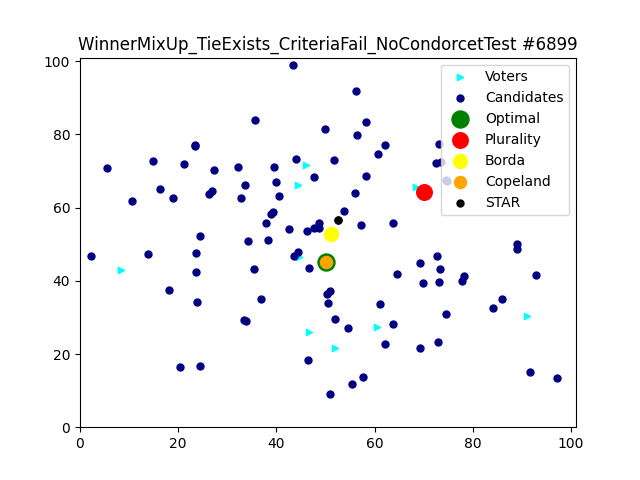 WinnerMixUp_TieExists_CriteriaFail_NoCondorcetTest #6899
100
80
60
40
20
0
0
20
40
60
80
100
Voters
Candidates
Optimal
Plurality
Borda
Copeland
STAR